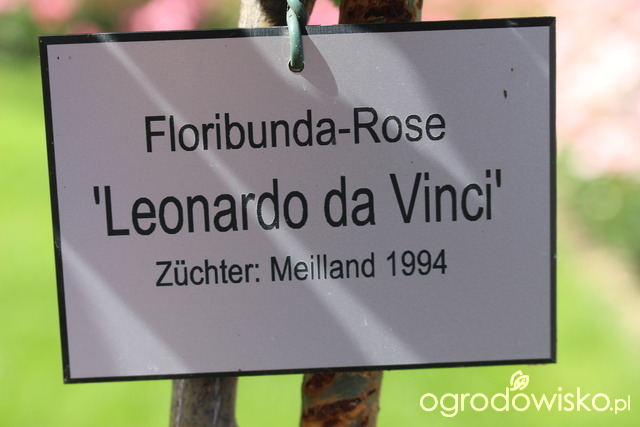 Floribunda-Rose
'Leonardo da Vinci'
Züchter: Meilland 1994
ogrodowisko.pl